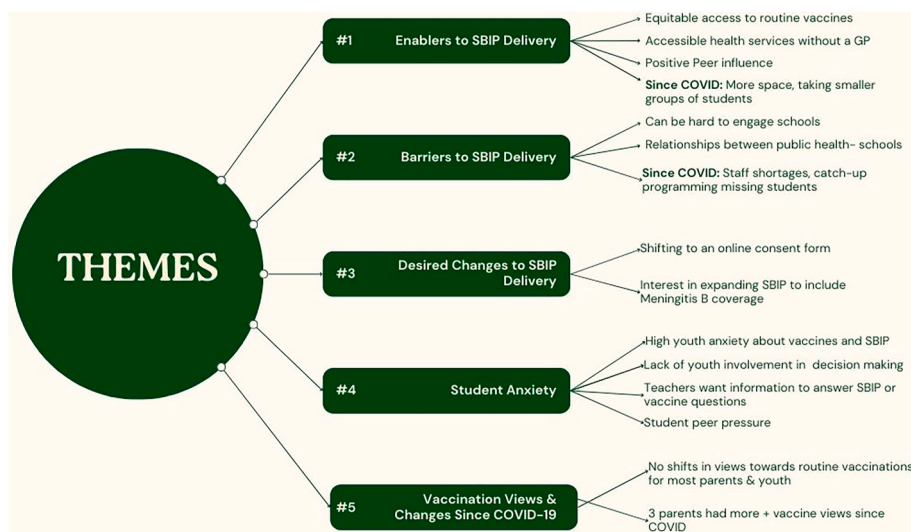 THEMES
#1 Enablers to SBIP Delivery
Equitable access to routine vaccines
Accessible health services without a GP
Positive Peer influence
Since COVID: More space, taking smaller
groups of students
#2 Barriers to SBIP Delivery
Can be hard to engage schools
Relationships between public health- schools
Since COVID: Staff shortages, catch-up
programming missing students
#3 Desired Changes to SBIP
Delivery
Shifting to an online consent form
Interest in expanding SBIP to include
Meningitis B coverage
#4 Student Anxiety
High youth anxiety about vaccines and SBIP
Lack of youth involvement in decision making
Teachers want information to answer SBIP or
vaccine questions
Student peer pressure
#5 Vaccination Views &
Changes Since COVID-19
No shifts in views towards routine vaccinations
for most parents & youth
3 parents had more + vaccine views since
COVID